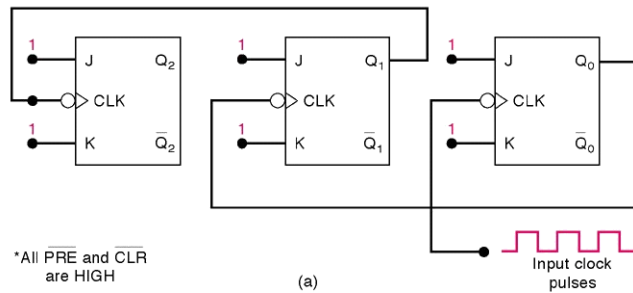 1 1 1
J Q₂ J Q₁ J Q₀
CLK CLK CLK
1 1 1
K Q̅₂ K Q̅₁ K Q̅₀
*All P̅R̅E̅ and C̅L̅R̅
are HIGH
(a)
Input clock
pulses